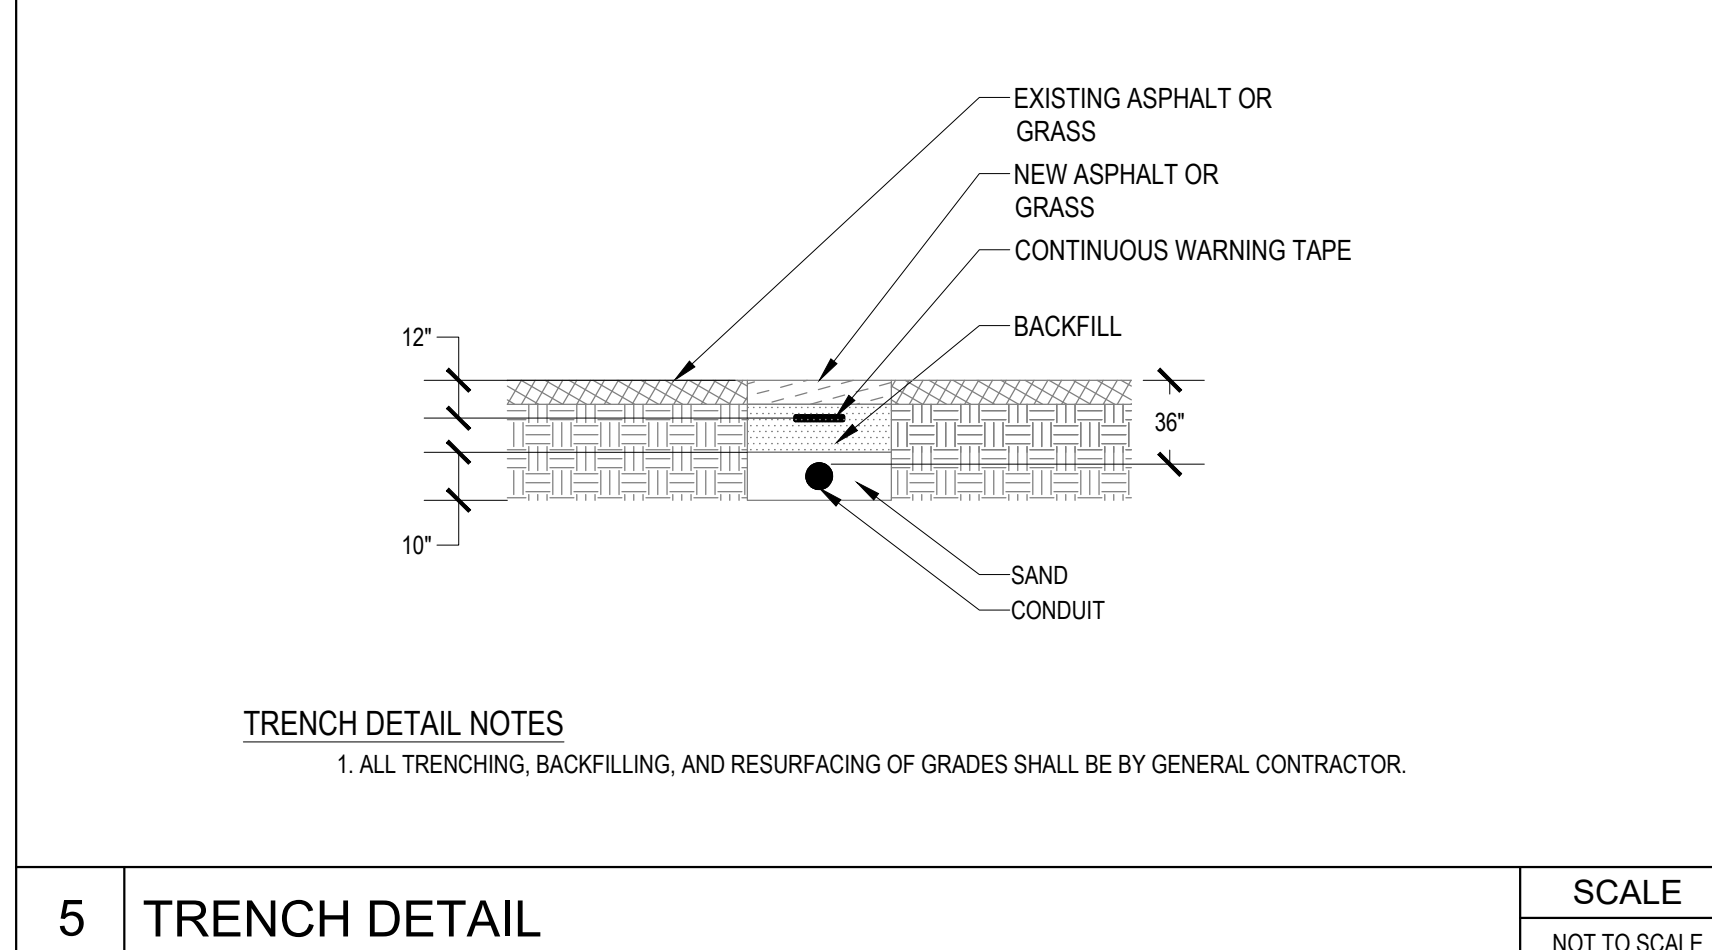 EXISTING ASPHALT OR
GRASS
NEW ASPHALT OR
GRASS
CONTINUOUS WARNING TAPE
BACKFILL
12"
36"
10"
SAND
CONDUIT
TRENCH DETAIL NOTES
1. ALL TRENCHING, BACKFILLING, AND RESURFACING OF GRADES SHALL BE BY GENERAL CONTRACTOR.
5
TRENCH DETAIL
SCALE
NOT TO SCALE